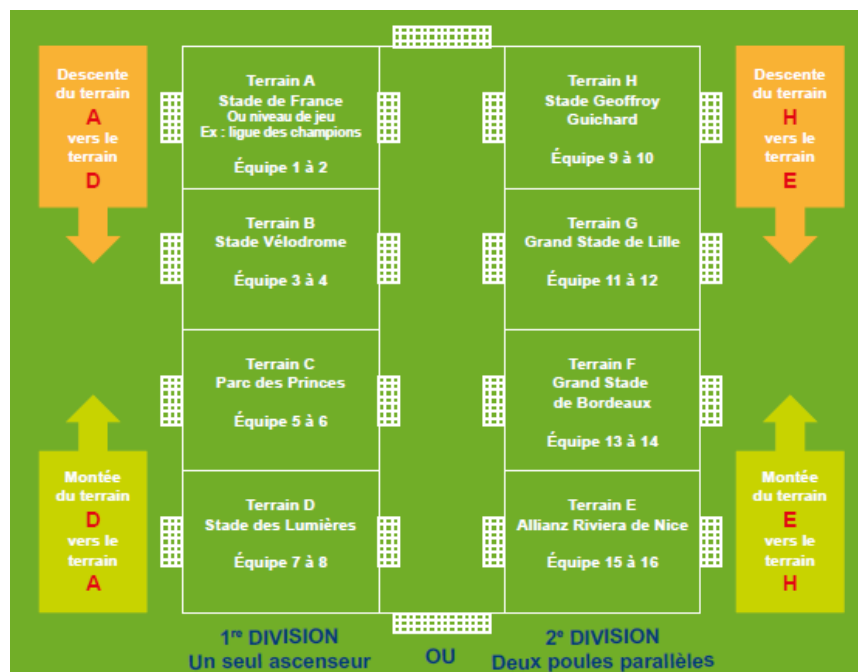 Descente
du terrain
A
vers le
terrain
D
Montée
du terrain
D
vers le
terrain
A
Terrain A
Stade de France
Ou niveau de jeu
Ex : ligue des champions
Équipe 1 à 2
Terrain B
Stade Vélodrome
Équipe 3 à 4
Terrain C
Parc des Princes
Équipe 5 à 6
Terrain D
Stade des Lumières
Équipe 7 à 8
Terrain H
Stade Geoffroy
Guichard
Équipe 9 à 10
Terrain G
Grand Stade de Lille
Équipe 11 à 12
Terrain F
Grand Stade
de Bordeaux
Équipe 13 à 14
Terrain E
Allianz Riviera de Nice
Équipe 15 à 16
Descente
du terrain
H
vers le
terrain
E
Montée
du terrain
E
vers le
terrain
H
1re DIVISION
Un seul ascenseur
OU
2e DIVISION
Deux poules parallèles